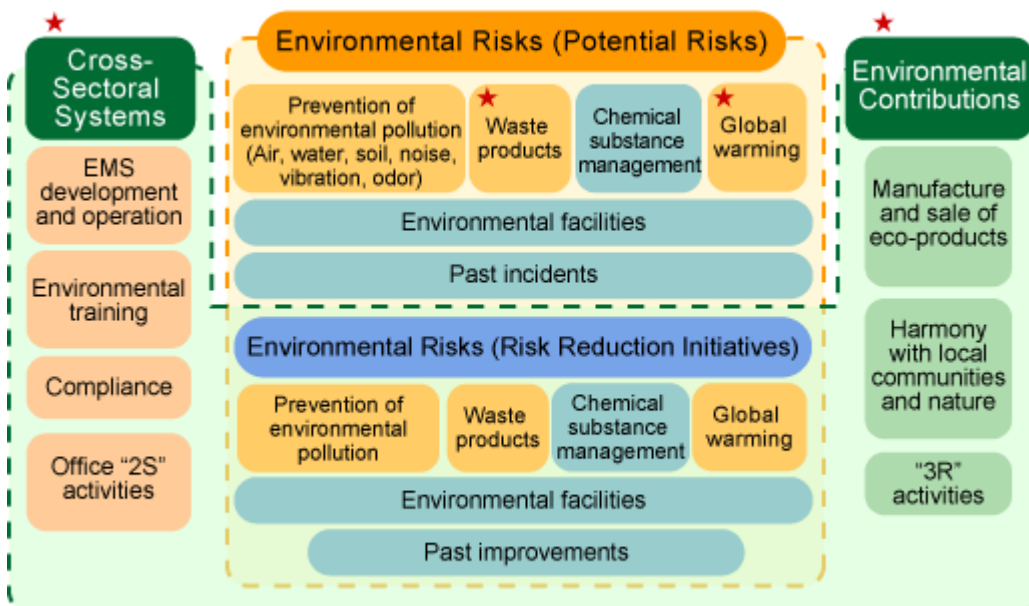 Cross-
Sectoral
Systems
EMS
development
and operation
Environmental
training
Compliance
Office “2S”
activities
Environmental Risks (Potential Risks)
Prevention of
environmental pollution
(Air, water, soil, noise,
vibration, odor)
Waste
products
Chemical
substance
management
Global
warming
Environmental facilities
Past incidents
Environmental Risks (Risk Reduction Initiatives)
Prevention of
environmental
pollution
Waste
products
Chemical
substance
management
Global
warming
Environmental facilities
Past improvements
Environmental
Contributions
Manufacture
and sale of
eco-products
Harmony
with local
communities
and nature
“3R”
activities